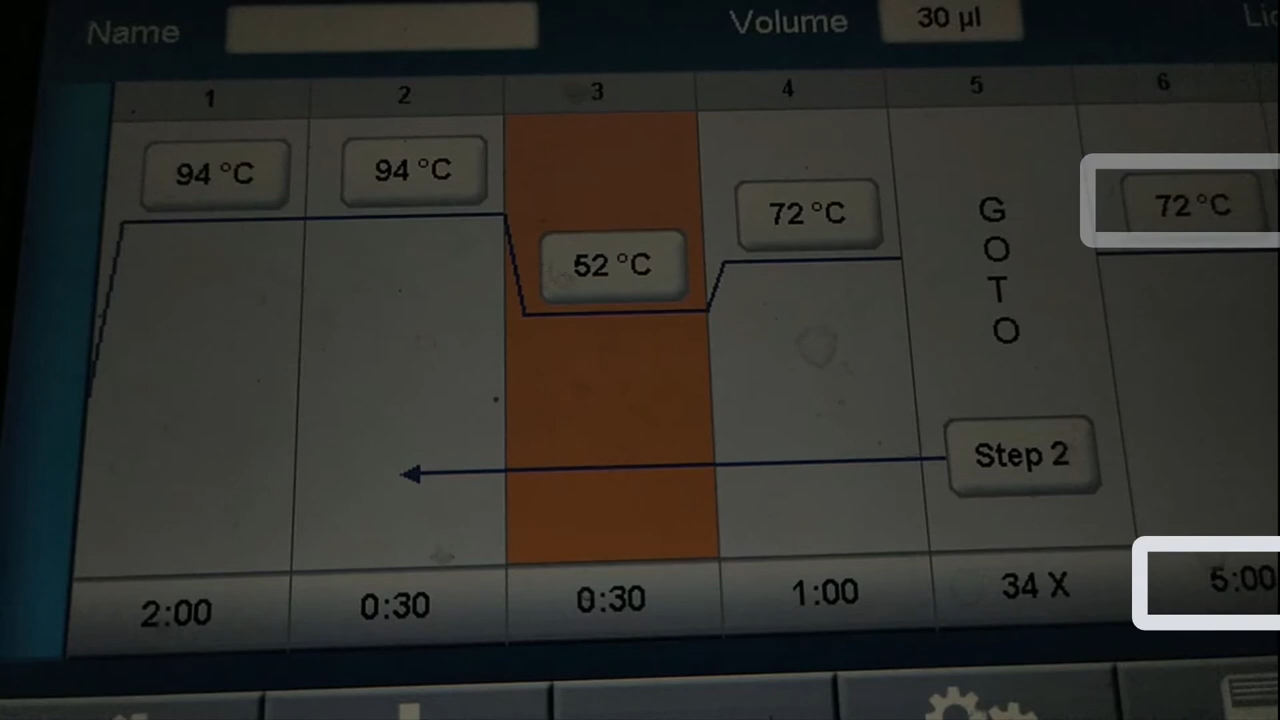 Name
Volume 30 µl
1 2 3 4 5 6
94 °C 94 °C 52 °C 72 °C 72 °C
G
O
T
O
Step 2
2:00 0:30 0:30 1:00 34 X 5:00